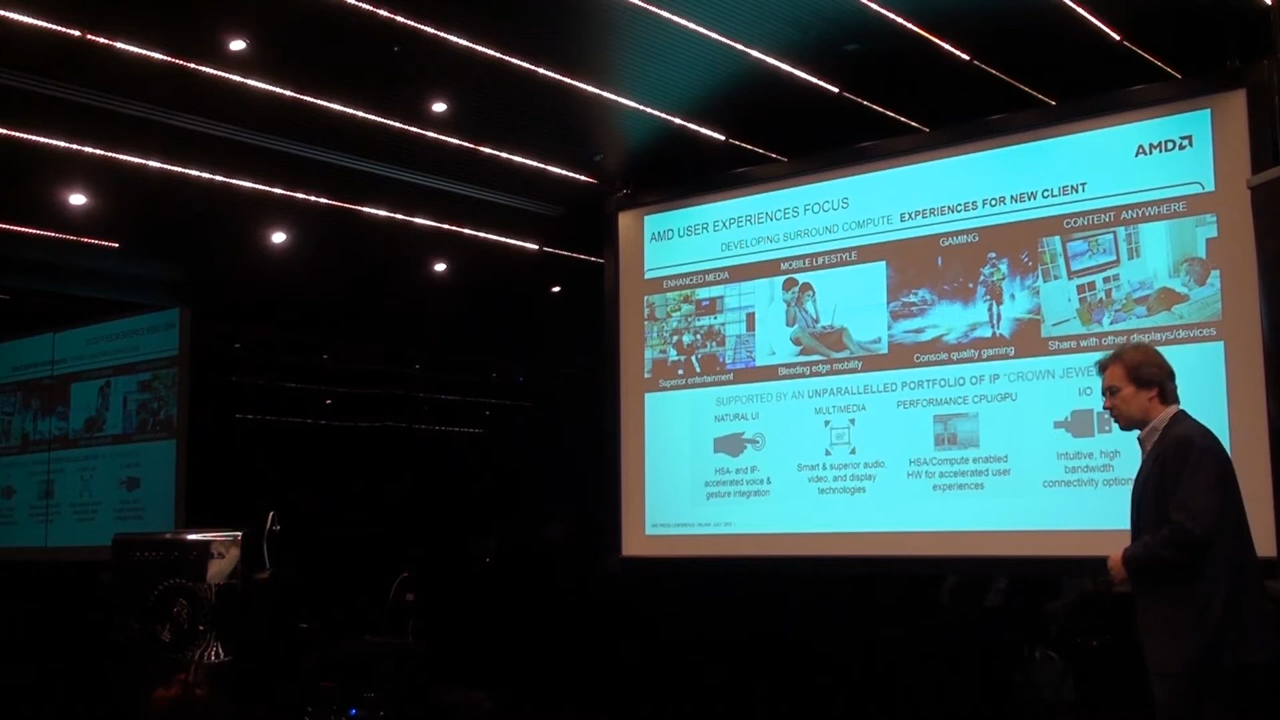 AMD
AMD USER EXPERIENCES FOCUS
DEVELOPING SURROUND COMPUTE EXPERIENCES FOR NEW CLIENT
ENHANCED MEDIA
MOBILE LIFESTYLE
GAMING
CONTENT ANYWHERE
Superior entertainment
Bleeding edge mobility
Console quality gaming
Share with other displays/devices
SUPPORTED BY AN UNPARALLELLED PORTFOLIO OF IP "CROWN
NATURAL UI
MULTIMEDIA
PERFORMANCE CPU/GPU
I/O
HSA- and IP-
accelerated voice &
gesture integration
Smart & superior audio,
video, and display
technologies
HSA/Compute enabled
HW for accelerated user
experiences
Intuitive, high
bandwidth
connectivity option